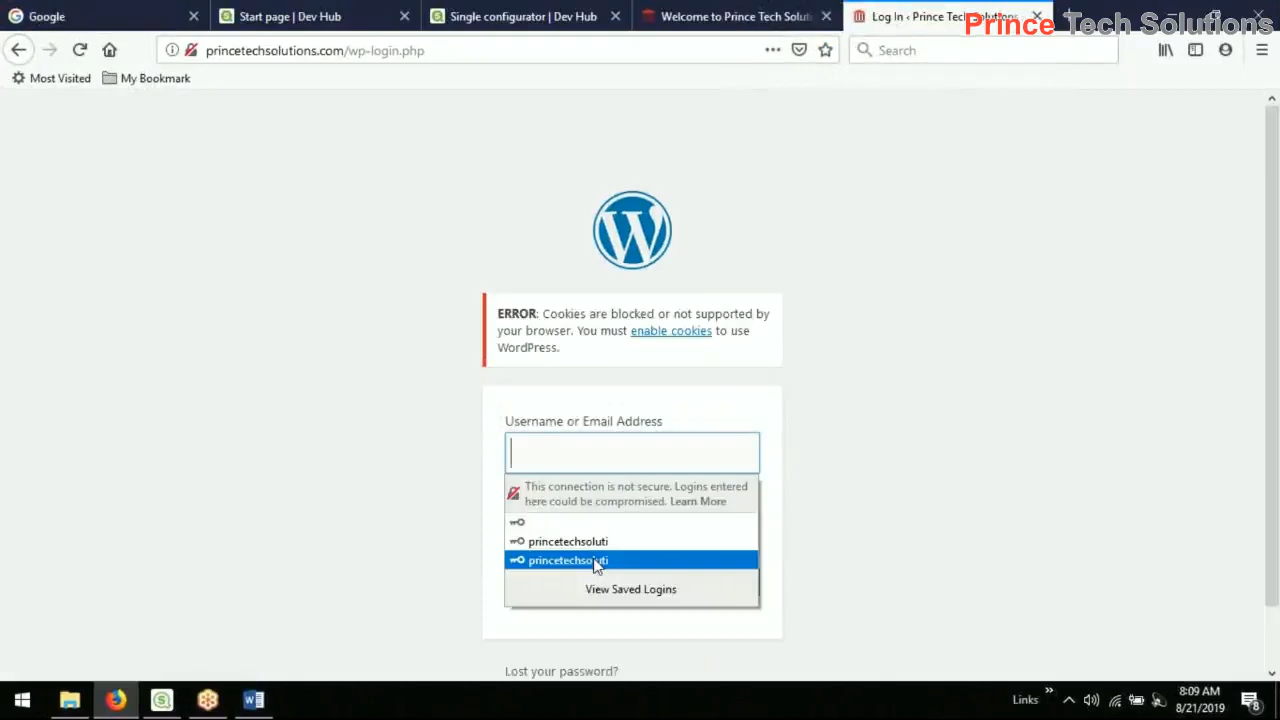 Google
Start page | Dev Hub
Single configurator | Dev Hub
Welcome to Prince Tech Soluti
Log In ‹ Prince Tech Solutions
Prince Tech Solutions
princetechsolutions.com/wp-login.php
Search
Most Visited
My Bookmark
ERROR: Cookies are blocked or not supported by
your browser. You must enable cookies to use
WordPress.
Username or Email Address
This connection is not secure. Logins entered
here could be compromised. Learn More
princetechsoluti
princetechsoluti
View Saved Logins
Lost your password?
Links
8:09 AM
8/21/2019
8